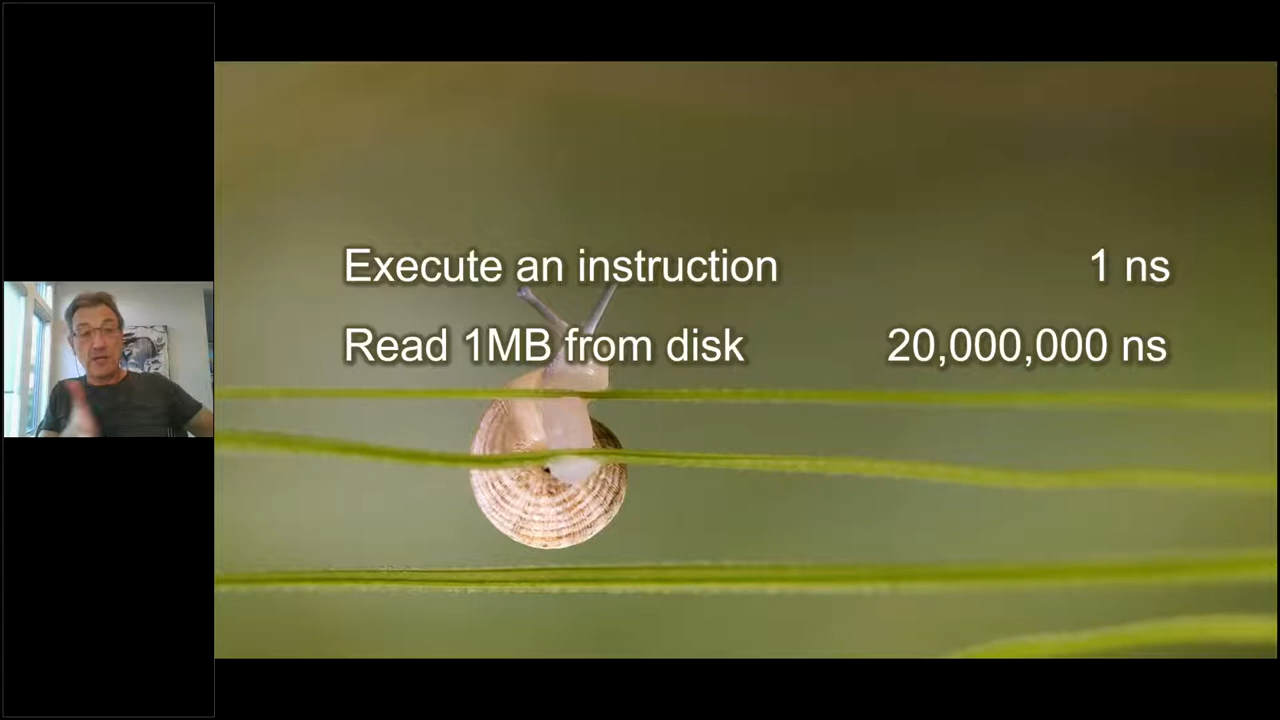 Execute an instruction 1 ns
Read 1MB from disk 20,000,000 ns